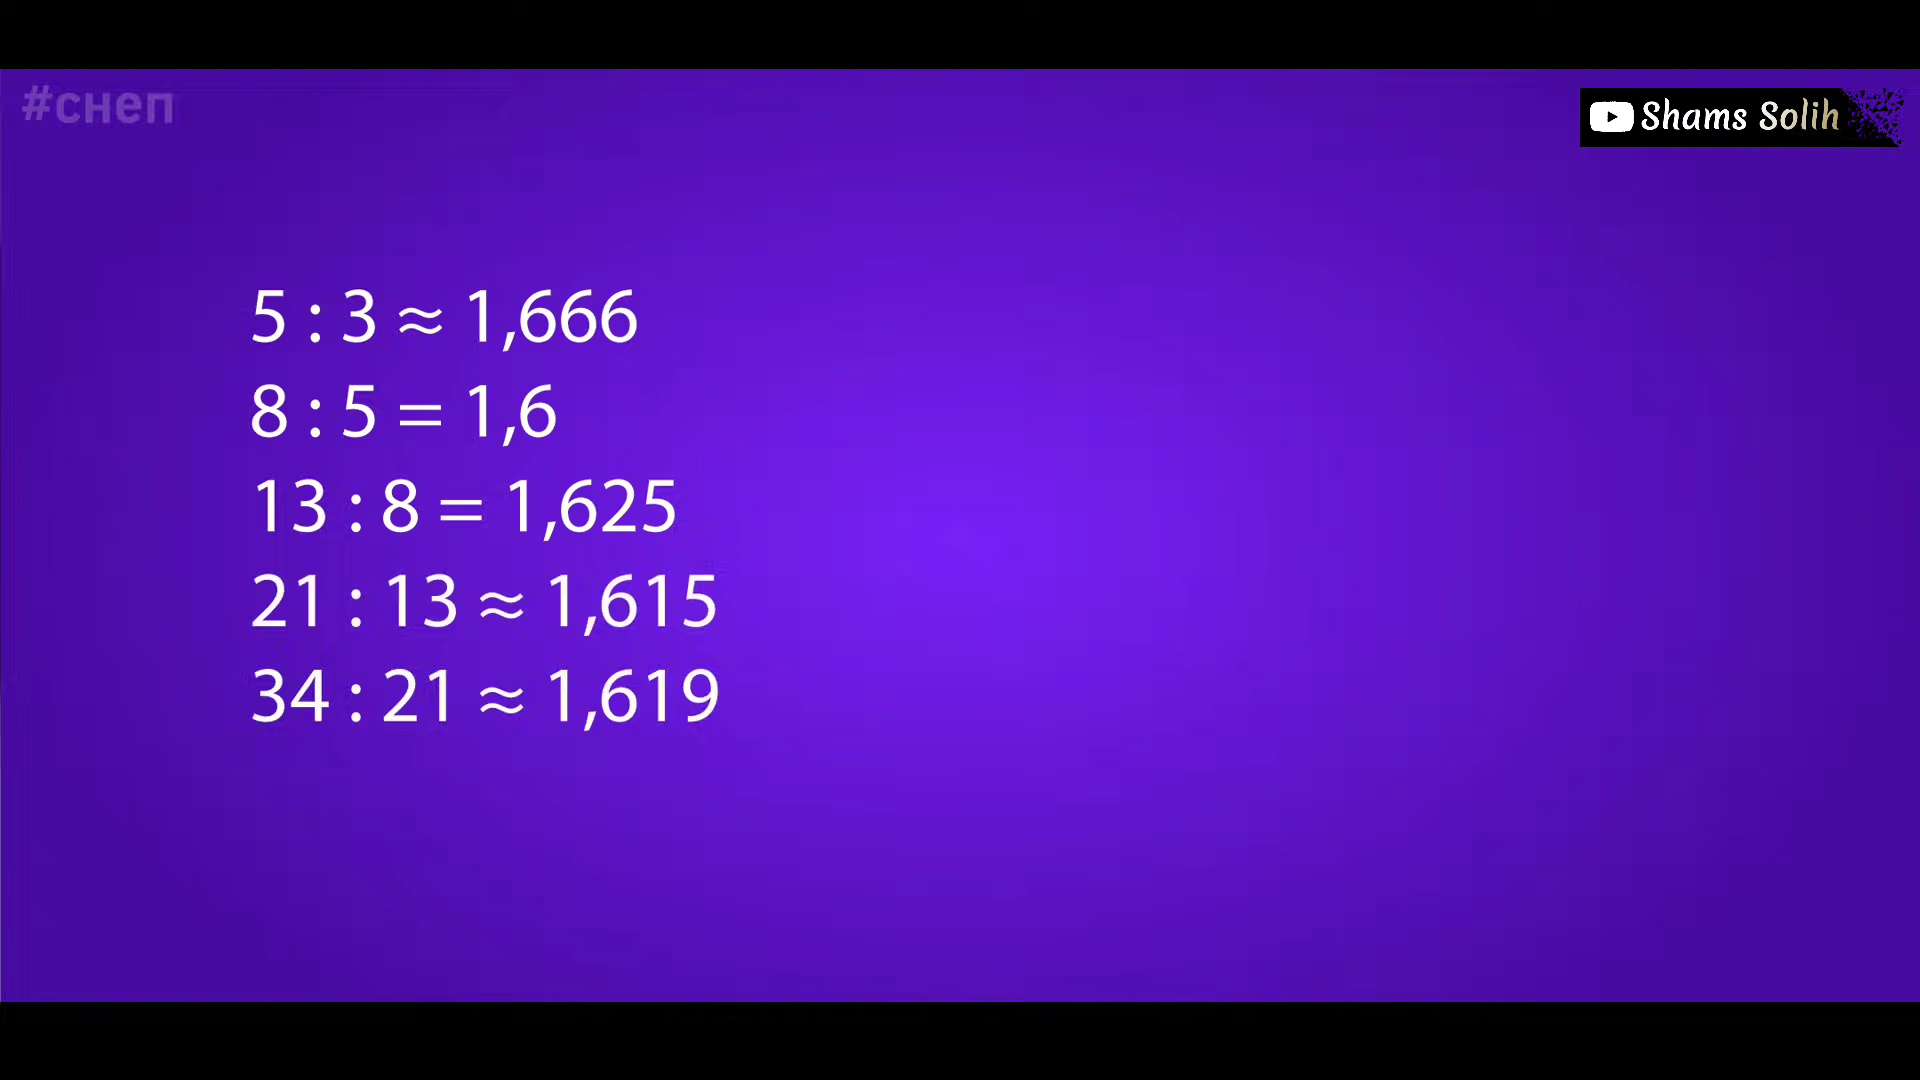 #снеп
Shams Solih
5 : 3 ≈ 1,666
8 : 5 = 1,6
13 : 8 = 1,625
21 : 13 ≈ 1,615
34 : 21 ≈ 1,619